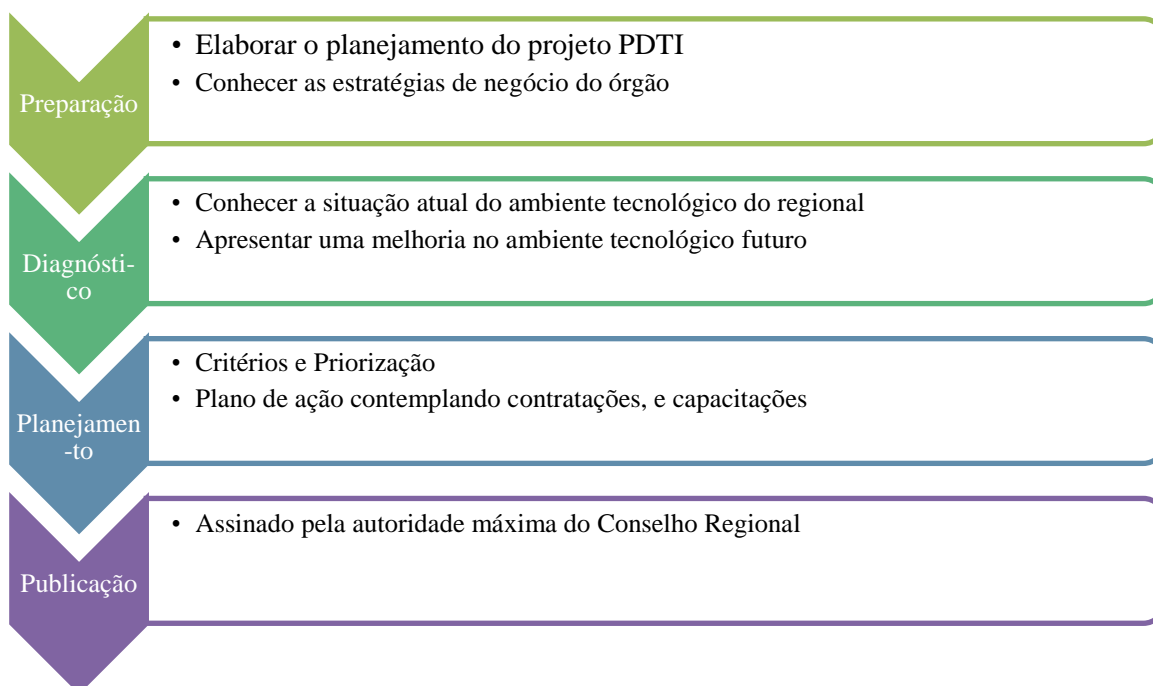 Preparação
• Elaborar o planejamento do projeto PDTI
• Conhecer as estratégias de negócio do órgão
Diagnósti-
co
• Conhecer a situação atual do ambiente tecnológico do regional
• Apresentar uma melhoria no ambiente tecnológico futuro
Planejamen
-to
• Critérios e Priorização
• Plano de ação contemplando contratações, e capacitações
Publicação
• Assinado pela autoridade máxima do Conselho Regional